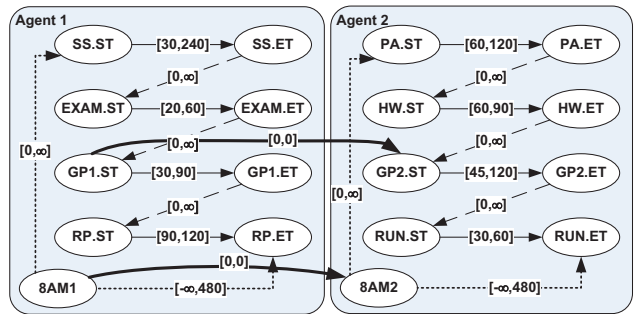 Agent 1 Agent 2
SS.ST [30,240] SS.ET PA.ST [60,120] PA.ET
[0,∞] [0,∞]
EXAM.ST [20,60] EXAM.ET HW.ST [60,90] HW.ET
[0,∞] [0,∞] [0,0] [0,∞]
GP1.ST [30,90] GP1.ET GP2.ST [45,120] GP2.ET
[0,∞] [0,∞] [0,∞]
RP.ST [90,120] RP.ET RUN.ST [30,60] RUN.ET
[0,0]
8AM1 [-∞,480] 8AM2 [-∞,480]